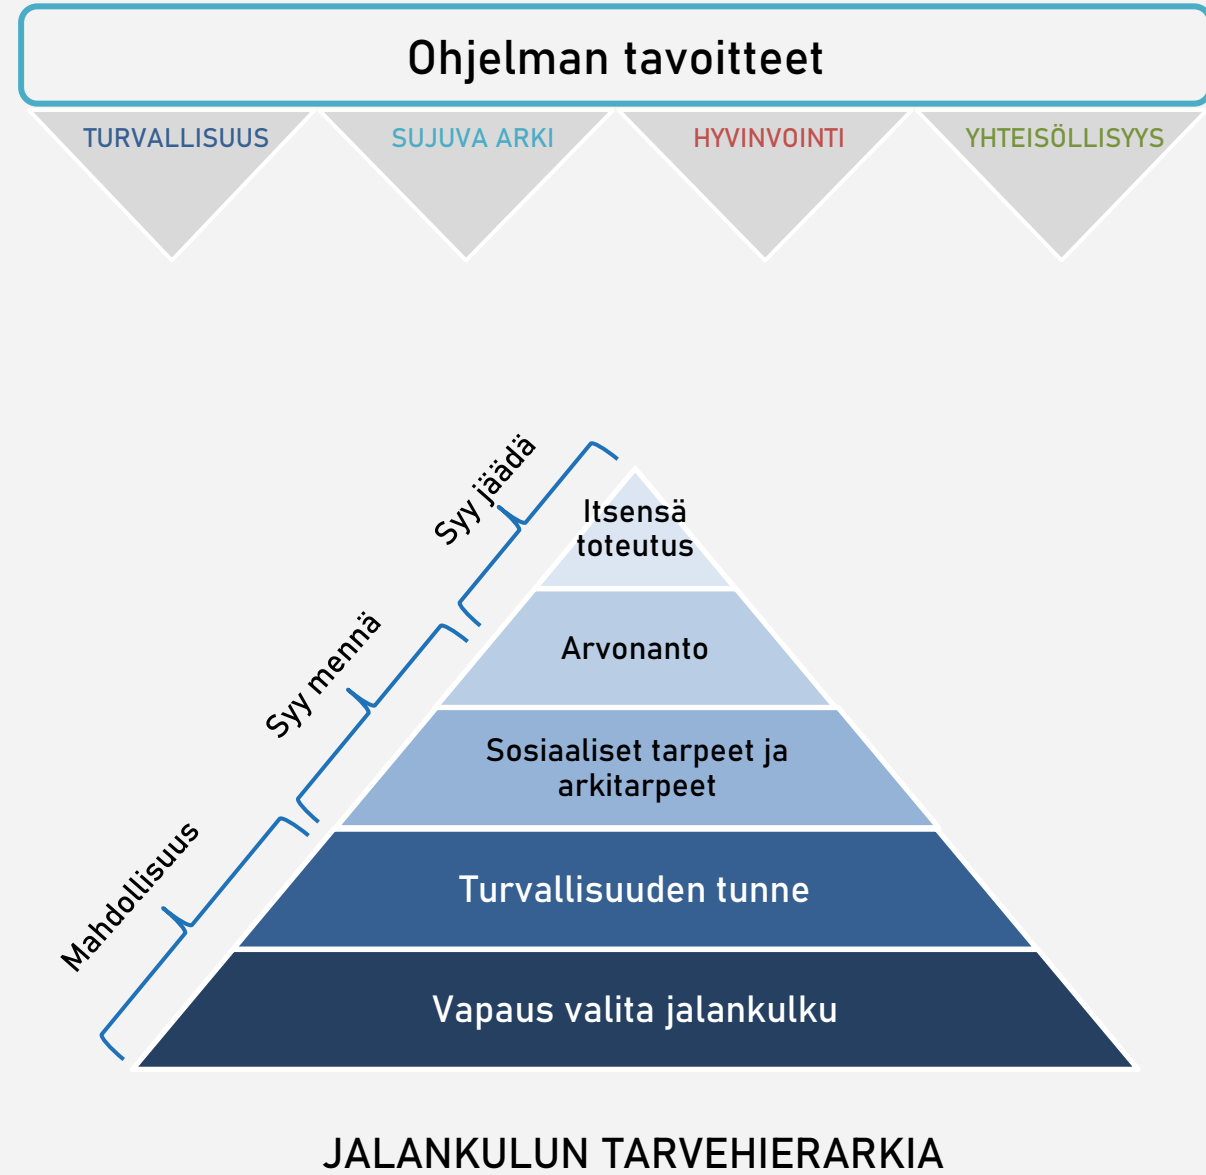 Ohjelman tavoitteet
TURVALLISUUS
SUJUVA ARKI
HYVINVOINTI
YHTEISÖLLISYYS
Syy jäädä
Syy mennä
Mahdollisuus
Itsensä
toteutus
Arvonanto
Sosiaaliset tarpeet ja
arkitarpeet
Turvallisuuden tunne
Vapaus valita jalankulku
JALANKULUN TARVEHIERARKIA